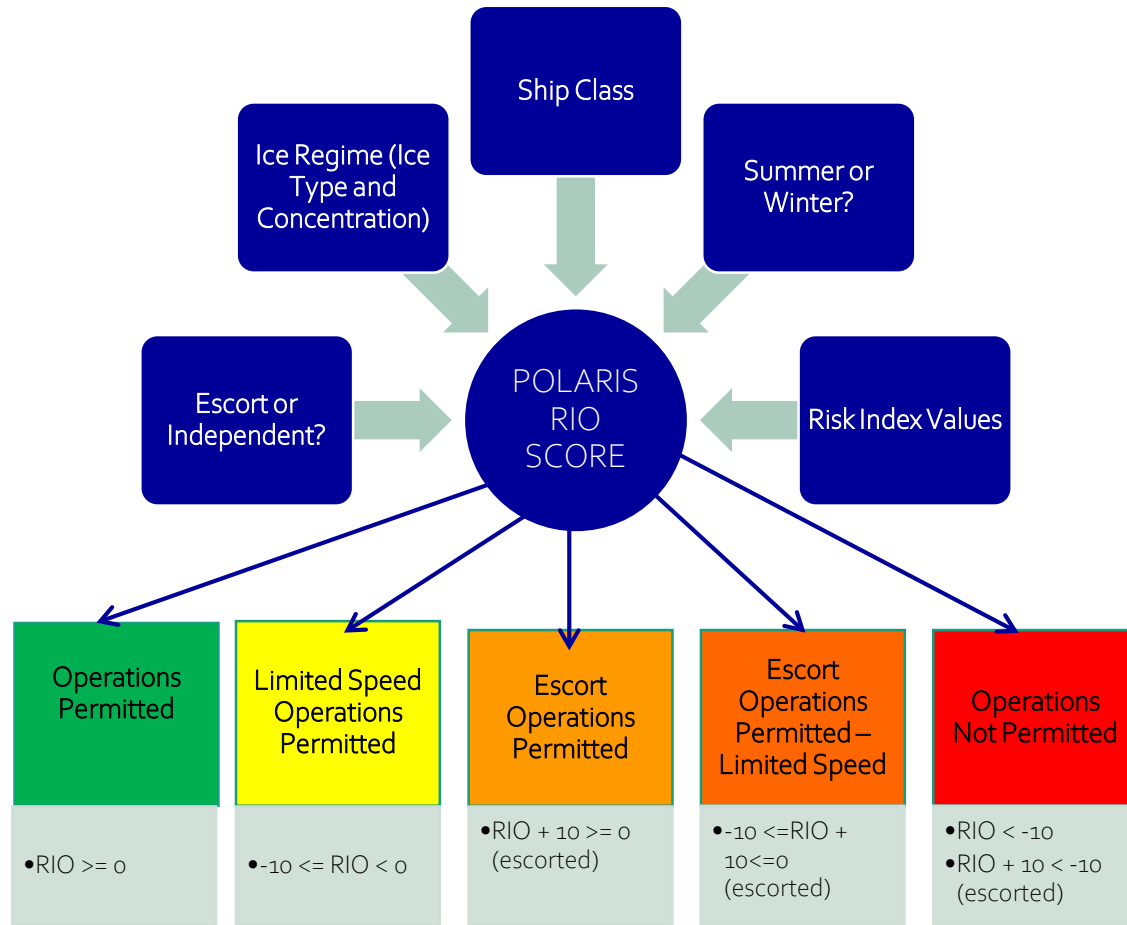 Ship Class
Ice Regime (Ice
Type and
Concentration)
Summer or
Winter?
Escort or
Independent?
POLARIS
RIO
SCORE
Risk Index Values
Operations
Permitted
Limited Speed
Operations
Permitted
Escort
Operations
Permitted
Escort
Operations
Permitted –
Limited Speed
Operations
Not Permitted
•RIO >= 0
•-10 <= RIO < 0
•RIO + 10 >= 0
(escorted)
•-10 <=RIO +
10<=0
(escorted)
•RIO < -10
•RIO + 10 < -10
(escorted)